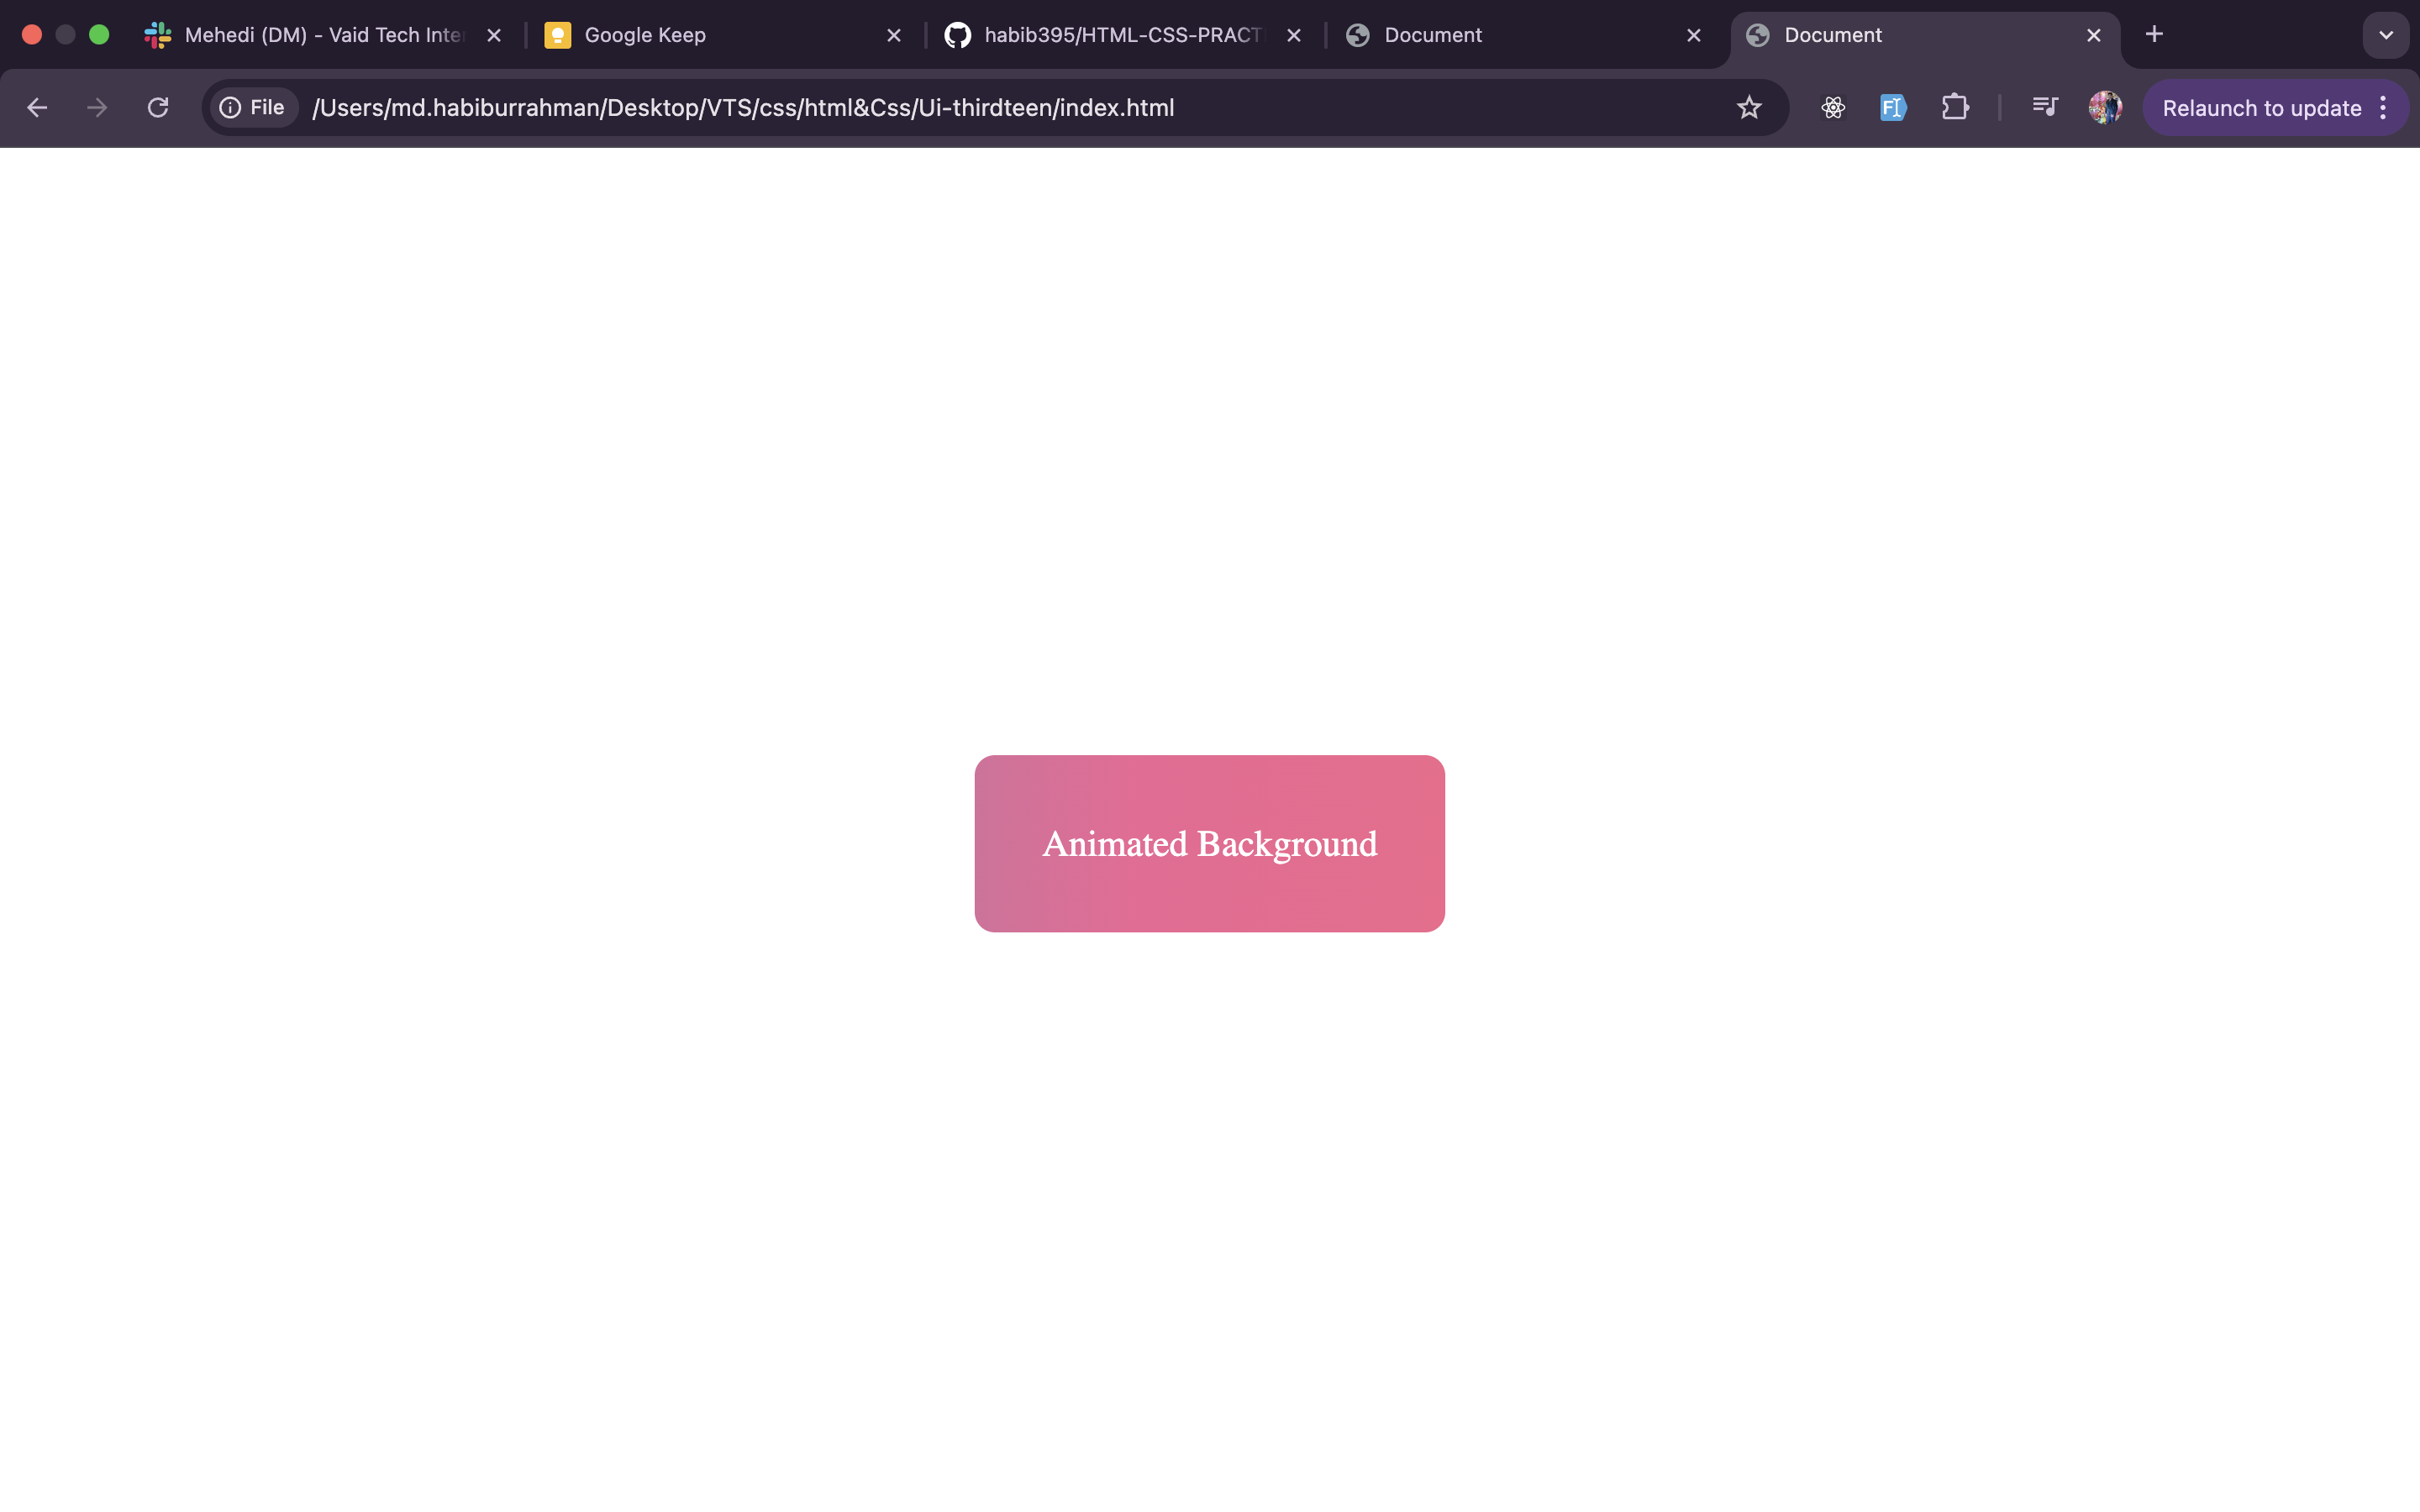 Mehedi (DM) - Vaid Tech Inte
Google Keep
habib395/HTML-CSS-PRACT
Document
Document
File
/Users/md.habiburrahman/Desktop/VTS/css/html&Css/Ui-thirdteen/index.html
Relaunch to update
Animated Background